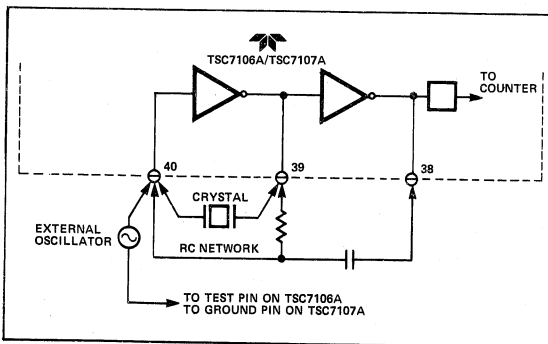 TSC7106A/TSC7107A
TO
COUNTER
40
39
38
CRYSTAL
EXTERNAL
OSCILLATOR
RC NETWORK
TO TEST PIN ON TSC7106A
TO GROUND PIN ON TSC7107A